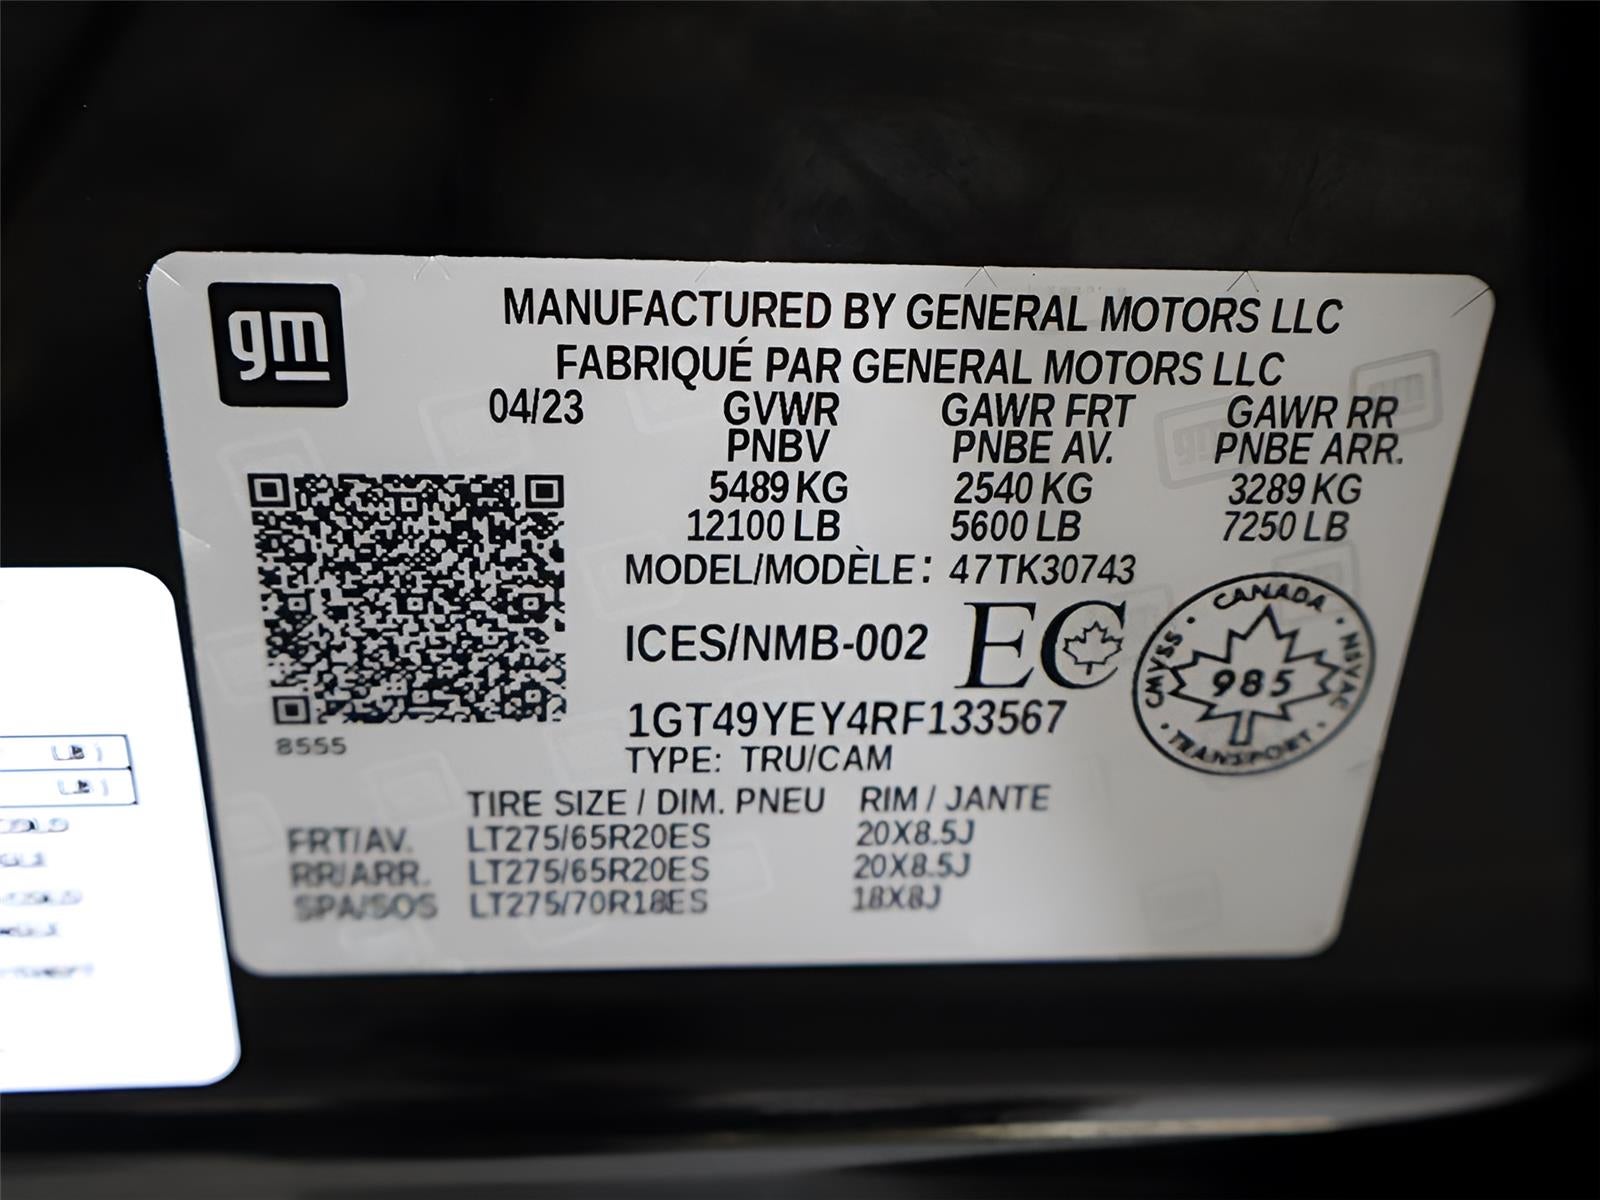 gm
MANUFACTURED BY GENERAL MOTORS LLC
FABRIQUÉ PAR GENERAL MOTORS LLC
04/23 GVWR GAWR FRT GAWR RR
PNBV PNBE AV. PNBE ARR.
5489 KG 2540 KG 3289 KG
12100 LB 5600 LB 7250 LB
MODEL/MODÈLE: 47TK30743
ICES/NMB-002 EC
CANADA
CMVSS 985 NSVAC
TRANSPORT
1GT49YEY4RF133567
8555
TYPE: TRU/CAM
TIRE SIZE / DIM. PNEU RIM / JANTE
FRT/AV. LT275/65R20ES 20X8.5J
RR/ARR. LT275/65R20ES 20X8.5J
SPA/SOS LT275/70R18ES 18X8J
LB)
LB)